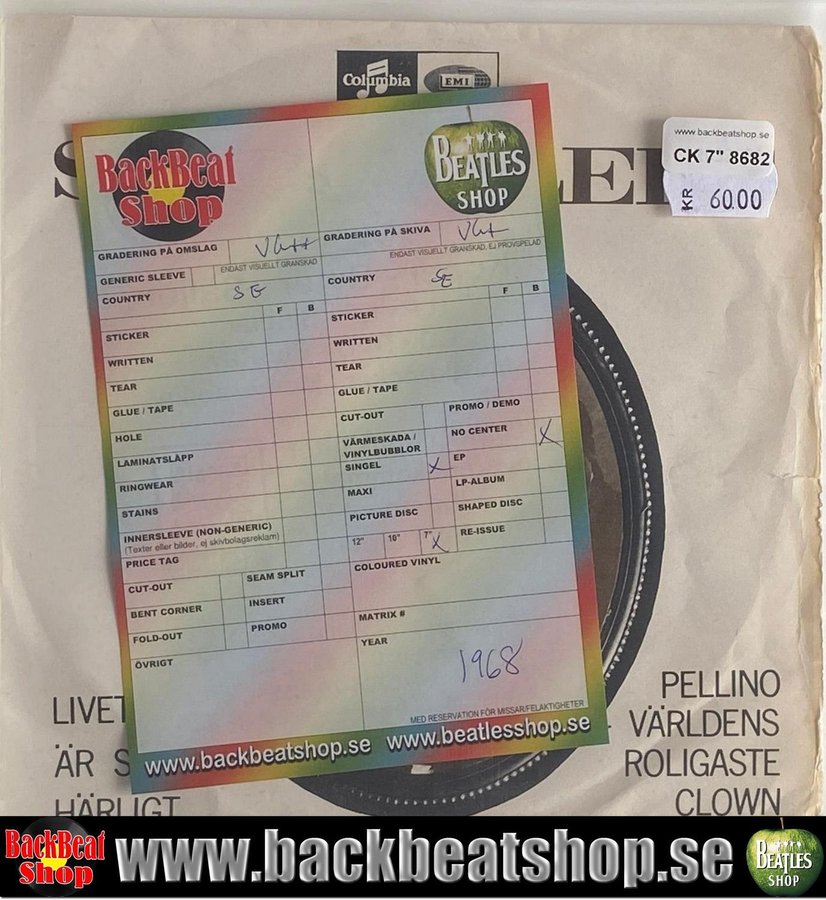 Columbia
EMI
www.backbeatshop.se
CK 7" 8682
KR 60.00
BackBeat
Shop
BEATLES
SHOP
GRADERING PÅ OMSLAG VG++
ENDAST VISUELLT GRANSKAD
GENERIC SLEEVE
COUNTRY SE
F B
STICKER
WRITTEN
TEAR
GLUE / TAPE
HOLE
LAMINATSLÄPP
RINGWEAR
STAINS
INNERSLEEVE (NON-GENERIC)
(Texter eller bilder, ej skivbolagsreklam)
PRICE TAG
CUT-OUT SEAM SPLIT
BENT CORNER INSERT
FOLD-OUT PROMO
ÖVRIGT
GRADERING PÅ SKIVA VG+
ENDAST VISUELLT GRANSKAD, EJ PROVSPELAD
COUNTRY SE
F B
STICKER
WRITTEN
TEAR
GLUE / TAPE
CUT-OUT PROMO / DEMO
VÄRMESKADA /
VINYLBUBBLOR NO CENTER X
SINGEL X EP
MAXI LP-ALBUM
PICTURE DISC SHAPED DISC
12" 10" 7" X RE-ISSUE
COLOURED VINYL
MATRIX #
YEAR
1968
MED RESERVATION FÖR MISSAR/FELAKTIGHETER
www.backbeatshop.se www.beatlesshop.se
LIVET
ÄR S
HÄRLIGT
PELLINO
VÄRLDENS
ROLIGASTE
CLOWN
BackBeat
Shop
www.backbeatshop.se
BEATLES
SHOP